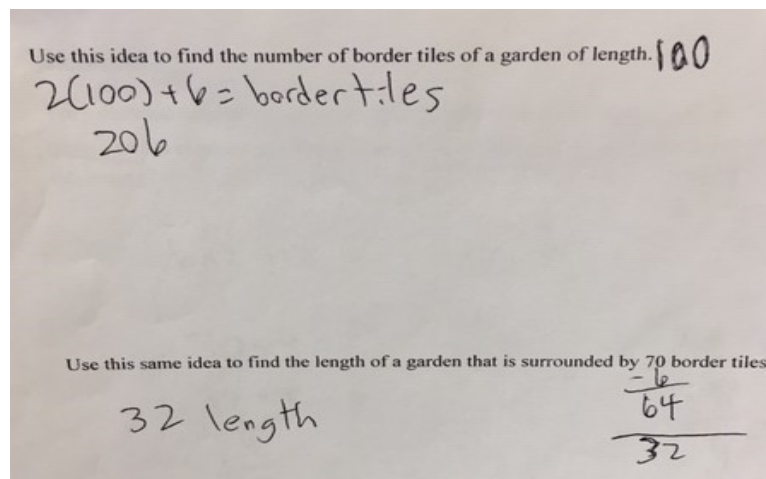 Use this idea to find the number of border tiles of a garden of length. 100
2(100)+6= border tiles
206
Use this same idea to find the length of a garden that is surrounded by 70 border tiles
-6
32 length
64
32